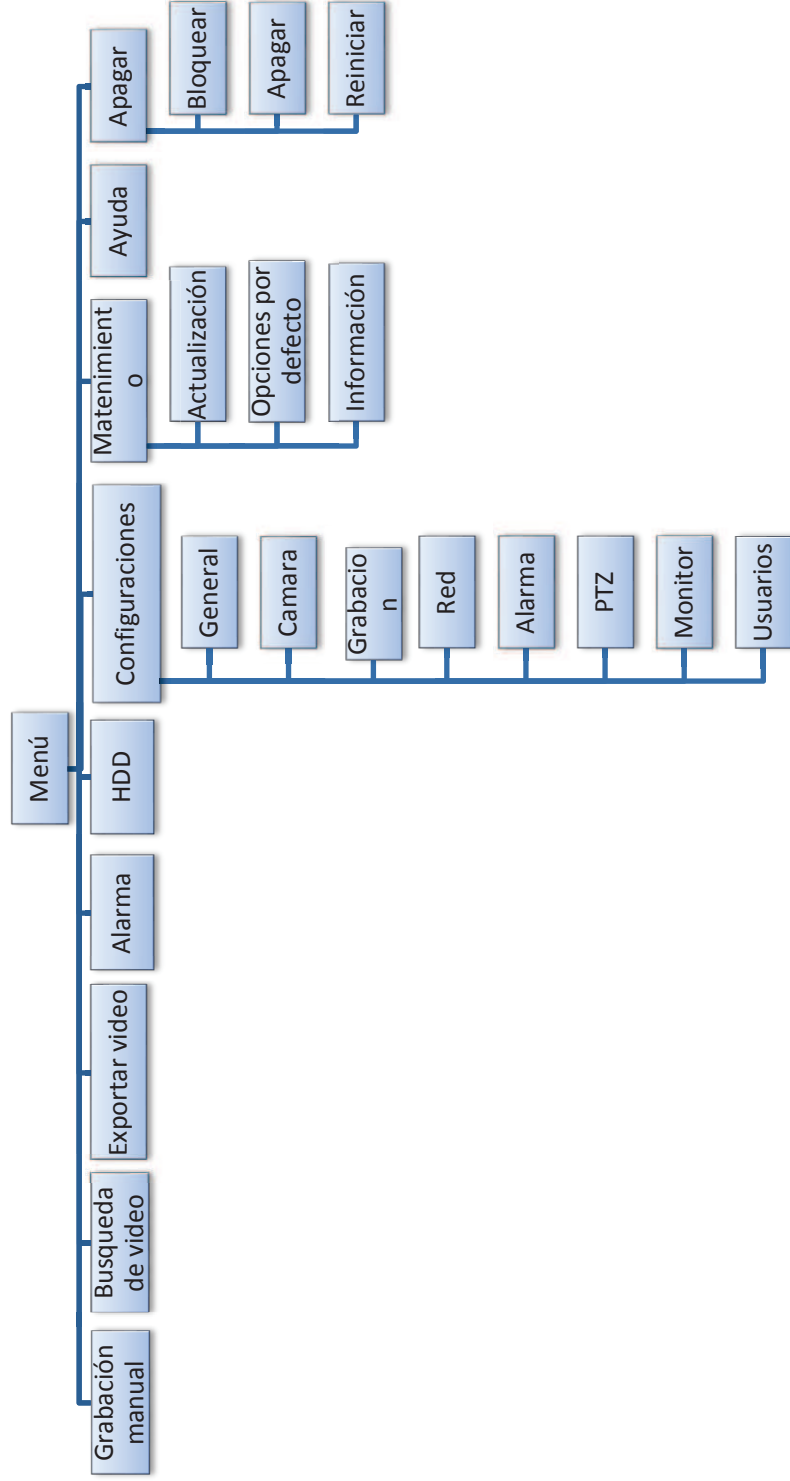 Menú
Grabación
manual
Busqueda
de video
Exportar video
Alarma
HDD
Configuraciones
General
Camara
Grabacio
n
Red
Alarma
PTZ
Monitor
Usuarios
Matenimient
o
Actualización
Opciones por
defecto
Información
Ayuda
Apagar
Bloquear
Apagar
Reiniciar